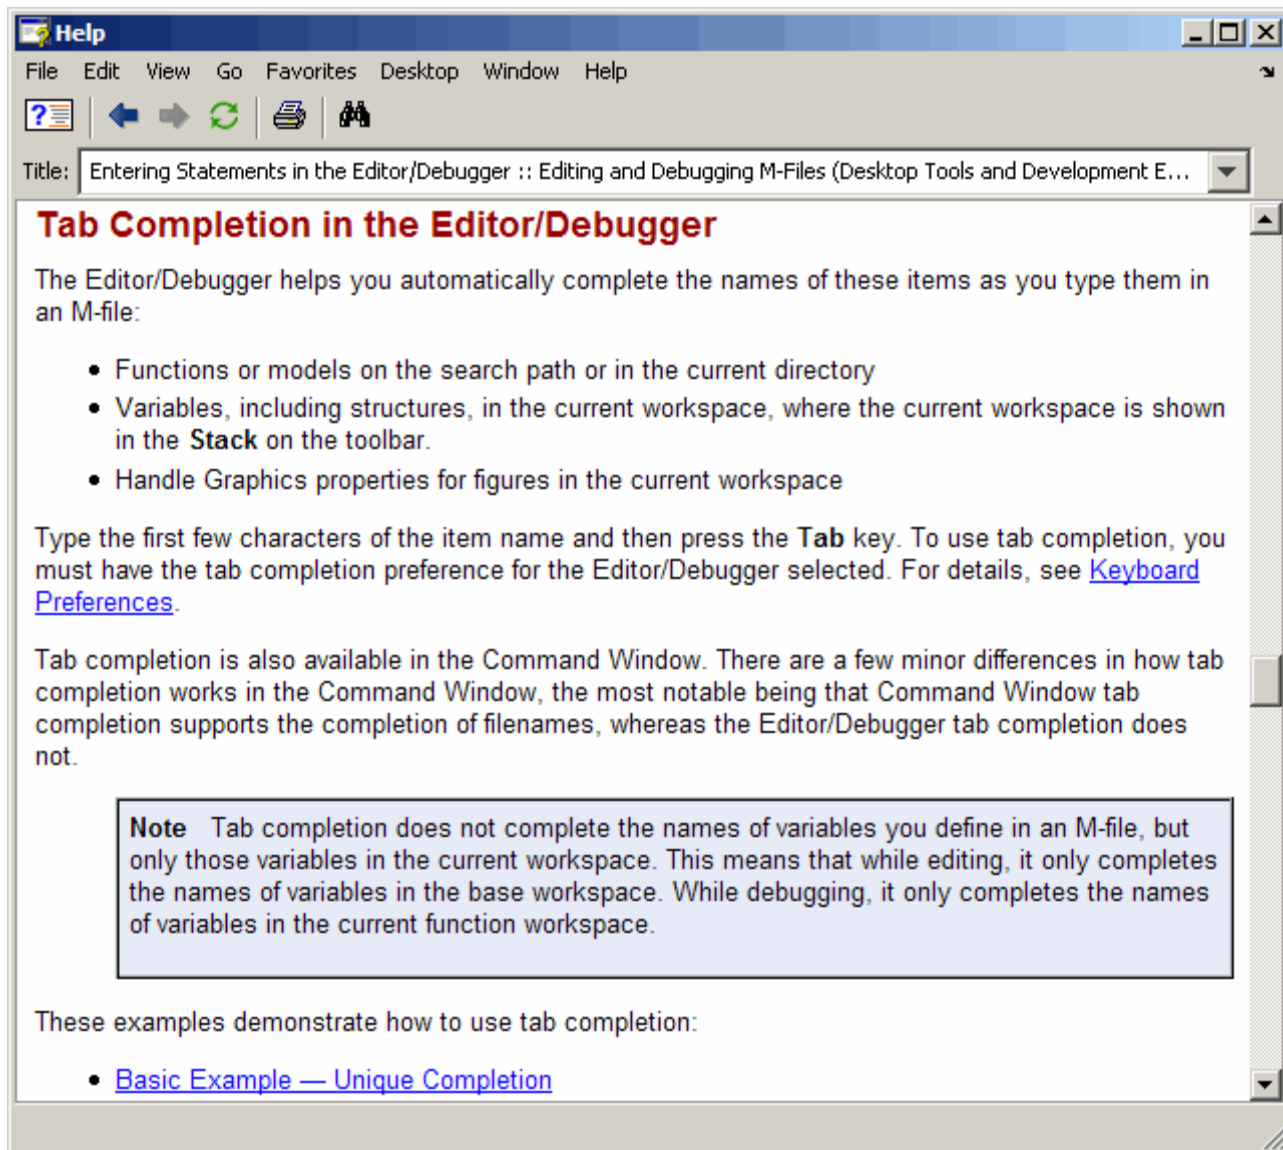 Help
File Edit View Go Favorites Desktop Window Help
Title: Entering Statements in the Editor/Debugger :: Editing and Debugging M-Files (Desktop Tools and Development E...
Tab Completion in the Editor/Debugger
The Editor/Debugger helps you automatically complete the names of these items as you type them in
an M-file:
• Functions or models on the search path or in the current directory
• Variables, including structures, in the current workspace, where the current workspace is shown
in the Stack on the toolbar.
• Handle Graphics properties for figures in the current workspace
Type the first few characters of the item name and then press the Tab key. To use tab completion, you
must have the tab completion preference for the Editor/Debugger selected. For details, see Keyboard
Preferences.
Tab completion is also available in the Command Window. There are a few minor differences in how tab
completion works in the Command Window, the most notable being that Command Window tab
completion supports the completion of filenames, whereas the Editor/Debugger tab completion does
not.
Note Tab completion does not complete the names of variables you define in an M-file, but
only those variables in the current workspace. This means that while editing, it only completes
the names of variables in the base workspace. While debugging, it only completes the names
of variables in the current function workspace.
These examples demonstrate how to use tab completion:
• Basic Example — Unique Completion